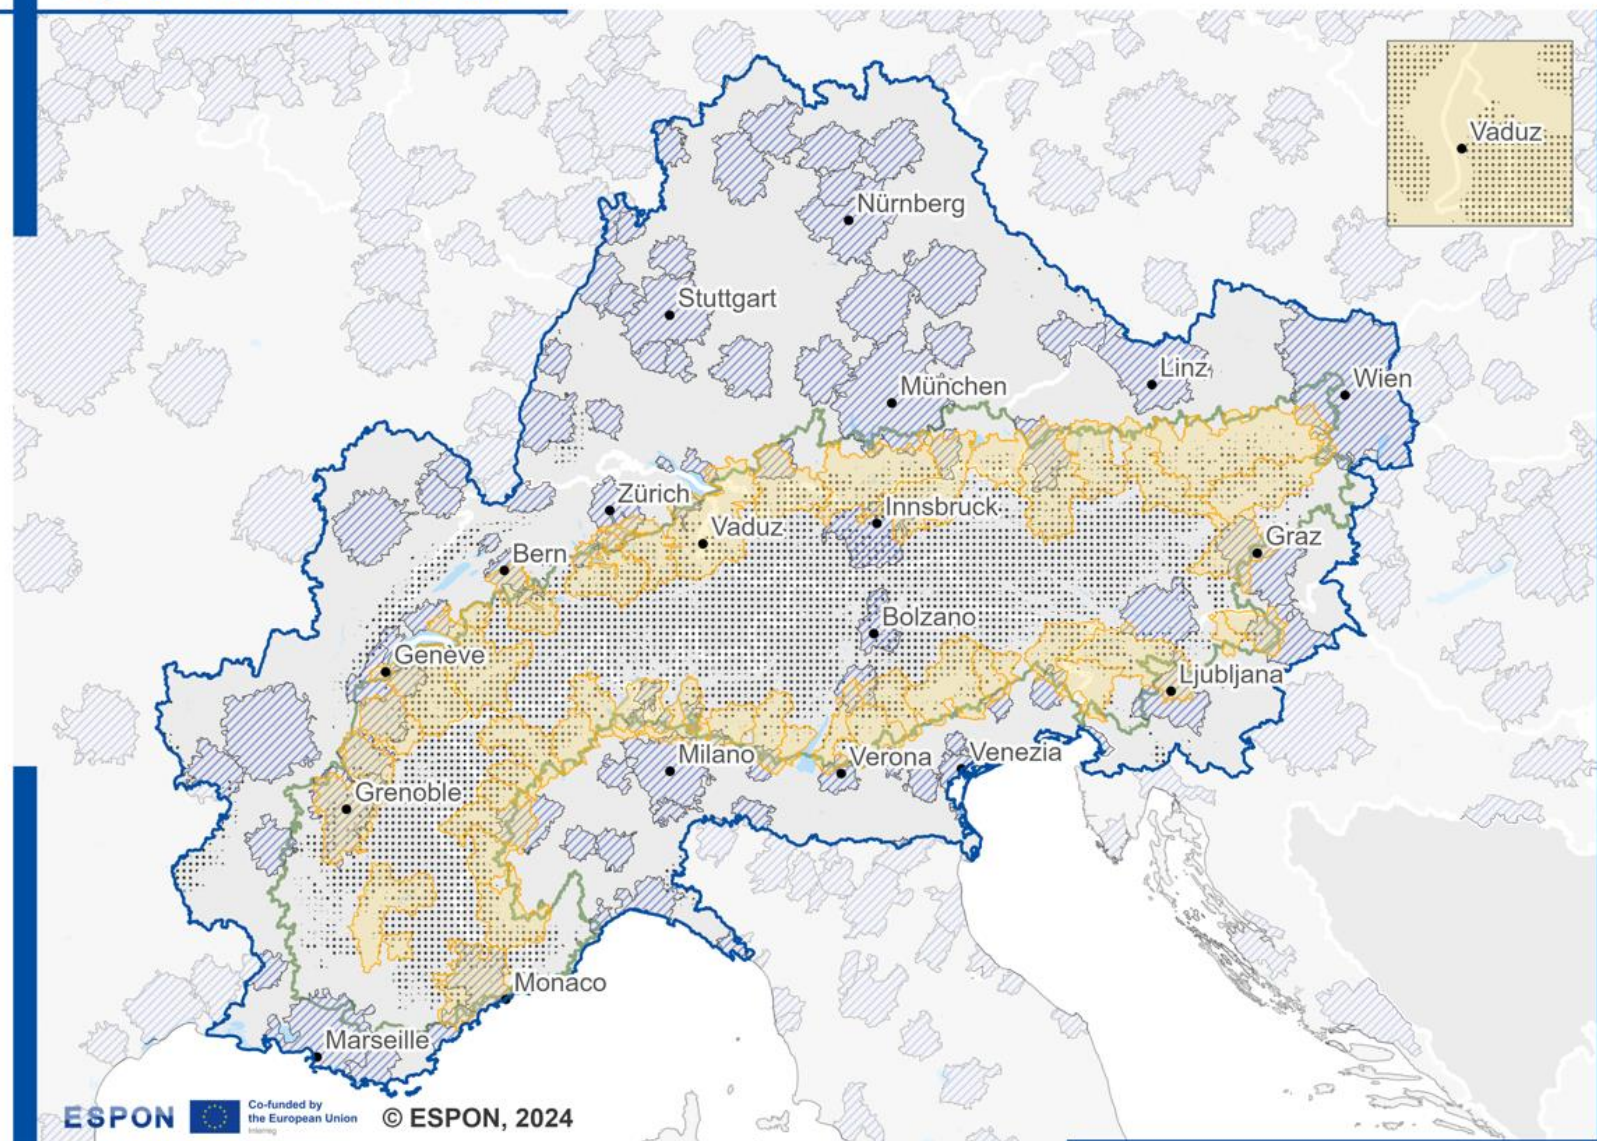 Vaduz
Nürnberg
Stuttgart
Linz
Wien
München
Zürich
Innsbruck
Vaduz
Graz
Bern
Bolzano
Genève
Ljubljana
Milano
Verona
Venezia
Grenoble
Monaco
Marseille
ESPON
Co-funded by
the European Union
Interreg
© ESPON, 2024